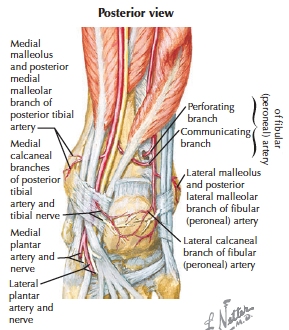 Posterior view
Medial
malleolus
and posterior
medial
malleolar
branch of
posterior tibial
artery
Medial
calcaneal
branches
of posterior
tibial
artery and
tibial nerve
Medial
plantar
artery and
nerve
Lateral
plantar
artery and
nerve
Perforating
branch
Communicating
branch
of fibular
(peroneal)
artery
Lateral malleolus
and posterior
lateral malleolar
branch of fibular
(peroneal) artery
Lateral calcaneal
branch of fibular
(peroneal) artery
F. Netter
M.D.